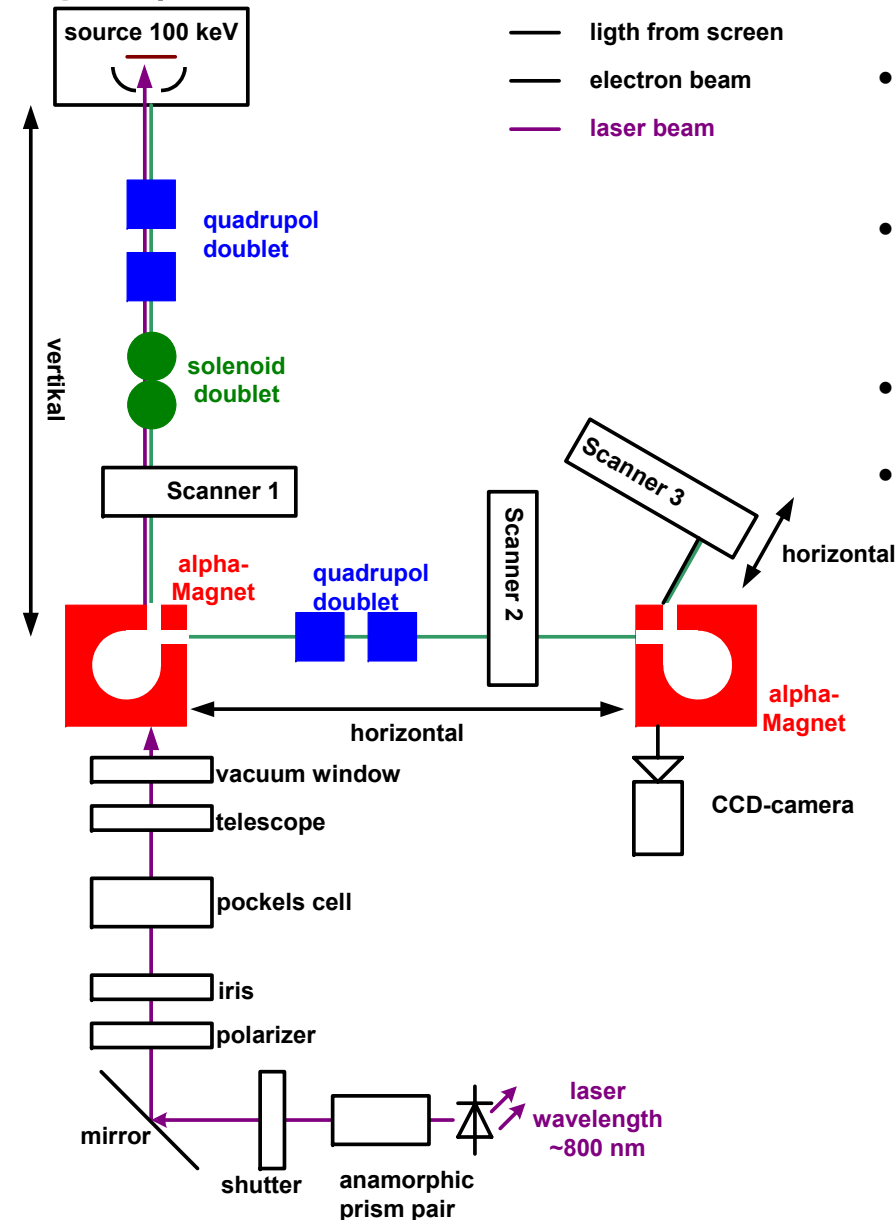 source 100 keV
ligth from screen
electron beam
laser beam
quadrupol
doublet
vertikal
solenoid
doublet
Scanner 1
Scanner 2
Scanner 3
horizontal
alpha-
Magnet
quadrupol
doublet
alpha-
Magnet
horizontal
vacuum window
telescope
CCD-camera
pockels cell
iris
polarizer
mirror
shutter
anamorphic
prism pair
laser
wavelength
~800 nm